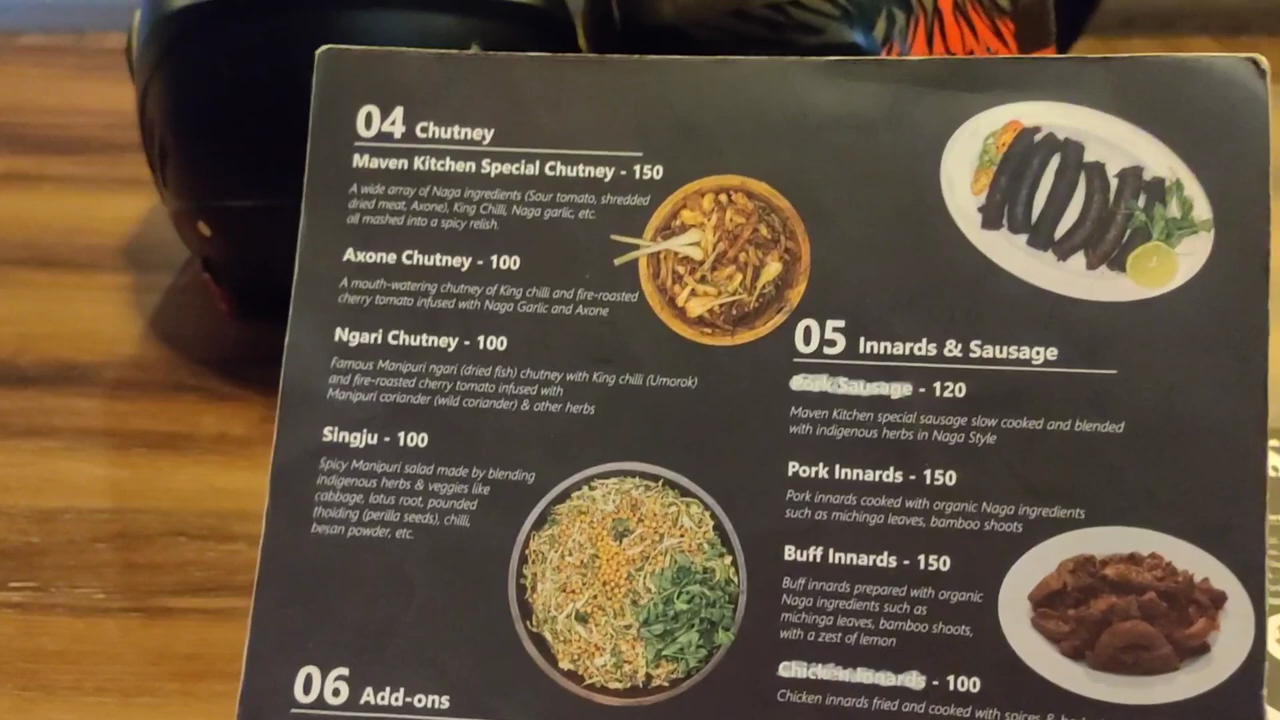 04 Chutney
Maven Kitchen Special Chutney - 150
A wide array of Naga ingredients (Sour tomato, shredded
dried meat, Axone), King Chilli, Naga garlic, etc.
all mashed into a spicy relish.
Axone Chutney - 100
A mouth-watering chutney of King chilli and fire-roasted
cherry tomato infused with Naga Garlic and Axone
Ngari Chutney - 100
Famous Manipuri ngari (dried fish) chutney with King chilli (Umorok)
and fire-roasted cherry tomato infused with
Manipuri coriander (wild coriander) & other herbs
Singju - 100
Spicy Manipuri salad made by blending
indigenous herbs & veggies like
cabbage, lotus root, pounded
thoiding (perilla seeds), chilli,
besan powder, etc.
06 Add-ons
05 Innards & Sausage
Pork Sausage - 120
Maven Kitchen special sausage slow cooked and blended
with indigenous herbs in Naga Style
Pork Innards - 150
Pork innards cooked with organic Naga ingredients
such as michinga leaves, bamboo shoots
Buff Innards - 150
Buff innards prepared with organic
Naga ingredients such as
michinga leaves, bamboo shoots,
with a zest of lemon
Chicken Innards - 100
Chicken innards fried and cooked with spices &